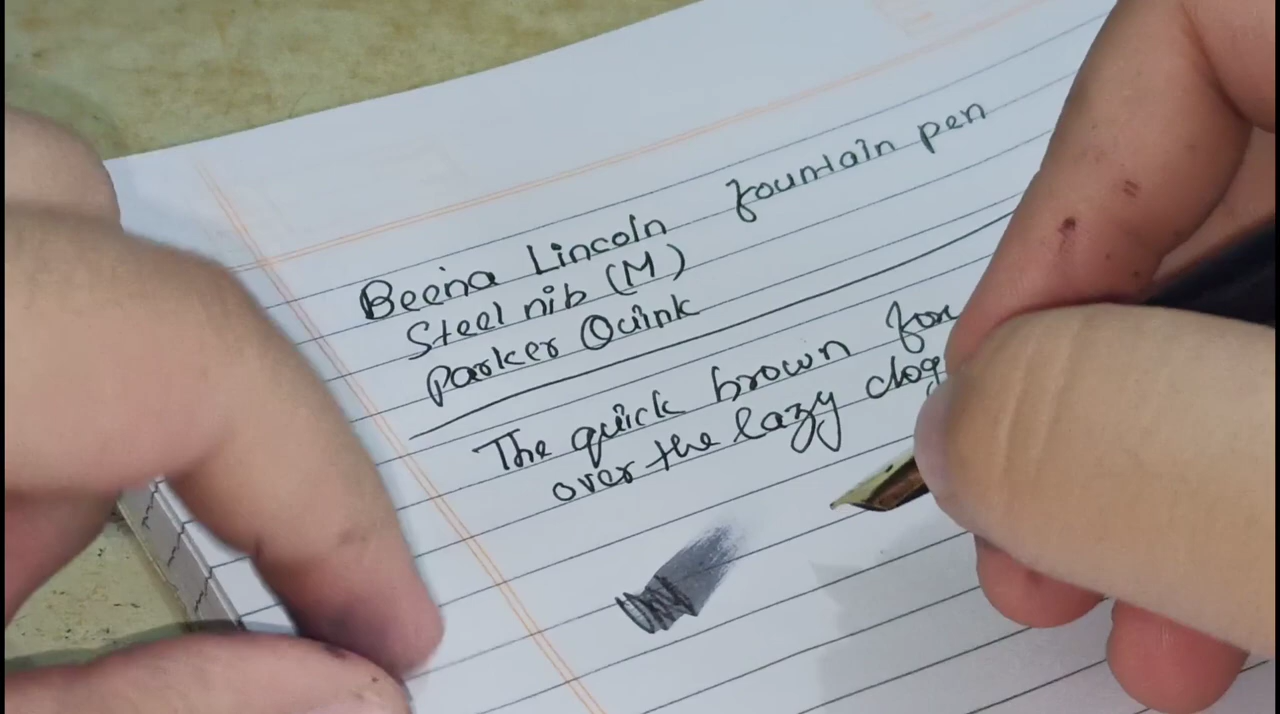 Beena Lincoln fountain pen
Steel nib (M)
Parker Quink
The quick brown fox
over the lazy dog